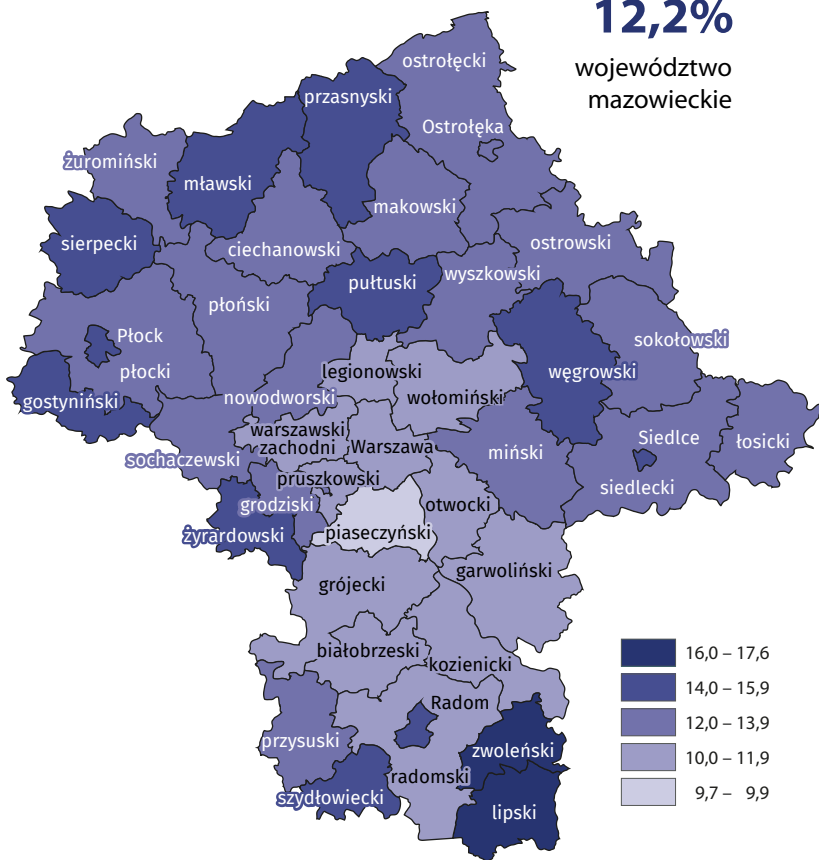 12,2%
województwo
mazowieckie
ostrołęcki
przasnyski
Ostrołęka
żuromiński
mławski
makowski
sierpecki
ciechanowski
ostrowski
wyszkowski
pułtuski
płoński
Płock
sokołowski
płocki
legionowski
węgrowski
gostyniński
nowodworski
wołomiński
warszawski
zachodni
Warszawa
Siedlce
łosicki
sochaczewski
miński
pruszkowski
siedlecki
grodziski
otwocki
żyrardowski
piaseczyński
garwoliński
grójecki
białobrzeski
kozienicki
Radom
przysuski
zwoleński
radomski
szydłowiecki
lipski
16,0 – 17,6
14,0 – 15,9
12,0 – 13,9
10,0 – 11,9
9,7 – 9,9